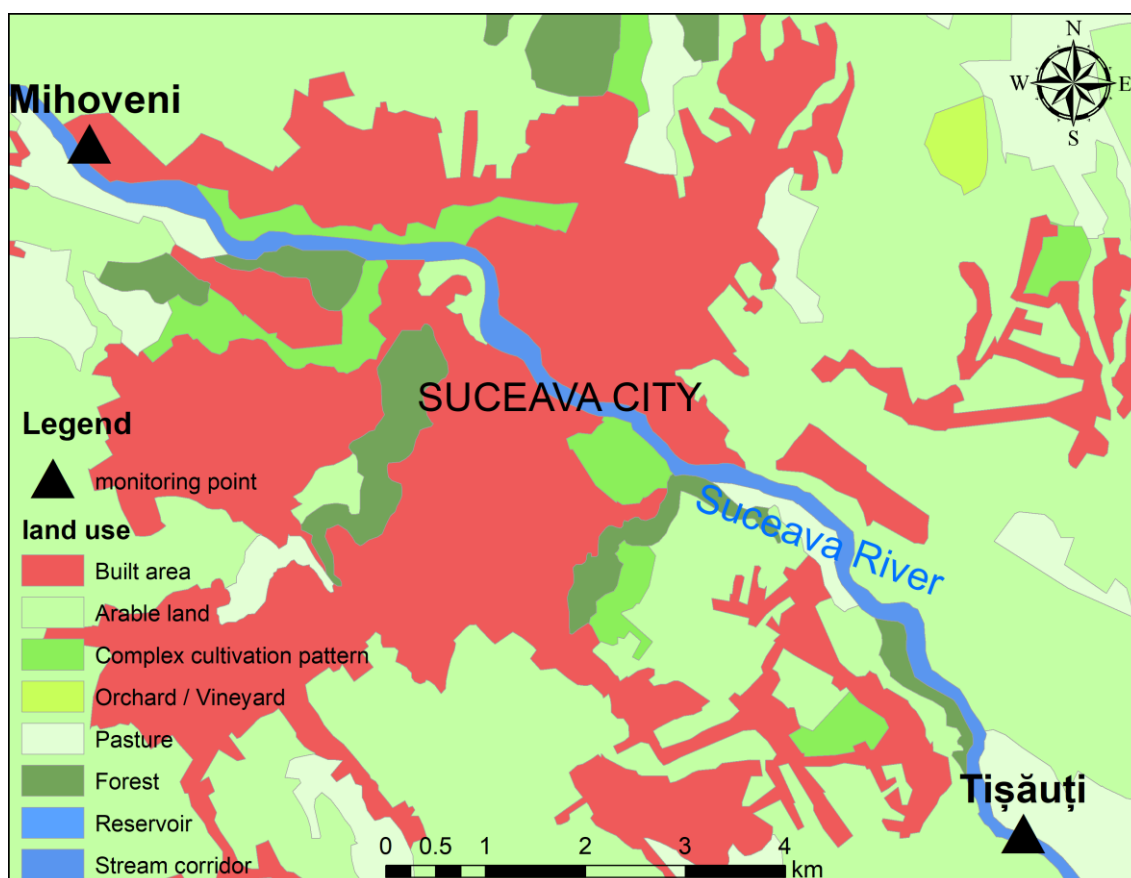 N
W E
S
Mihoveni
SUCEAVA CITY
Suceava River
Tișăuți
Legend
monitoring point
land use
Built area
Arable land
Complex cultivation pattern
Orchard / Vineyard
Pasture
Forest
Reservoir
Stream corridor
0 0.5 1 2 3 4
km